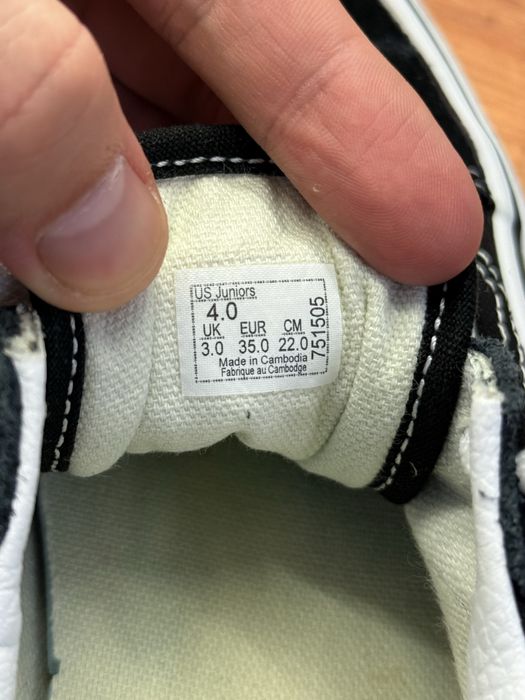 US Juniors
4.0
UK EUR CM
3.0 35.0 22.0
Made in Cambodia
Fabrique au Cambodge
751505